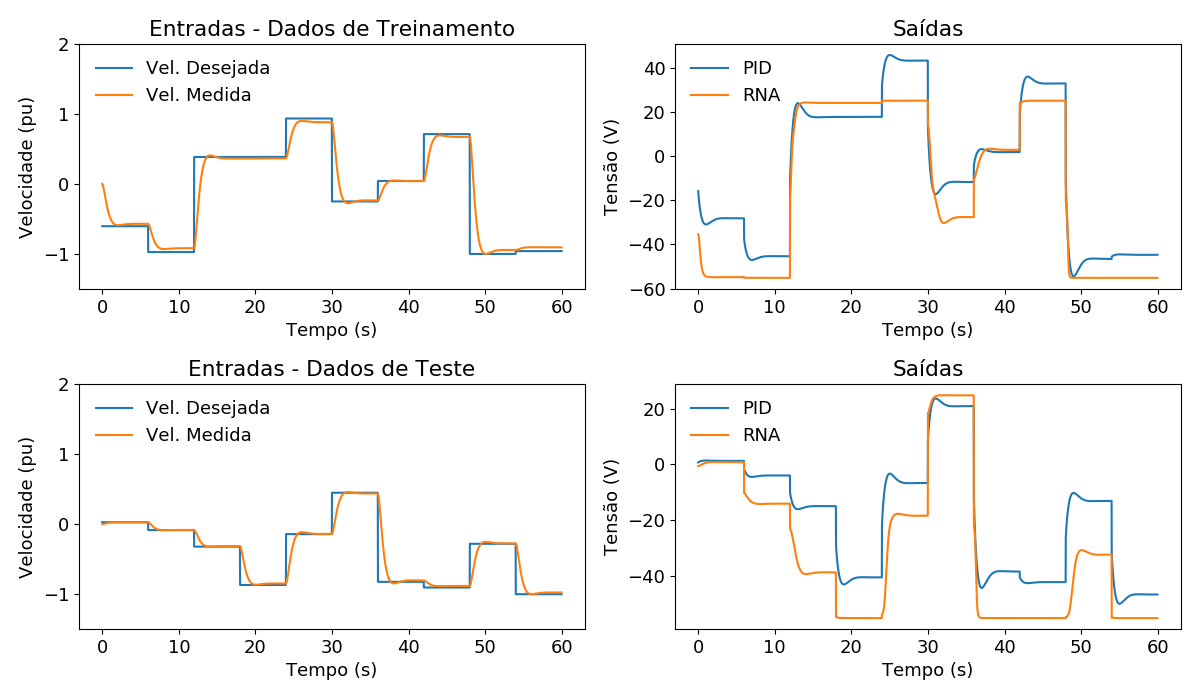 Entradas - Dados de Treinamento
Vel. Desejada
Vel. Medida
Velocidade (pu)
2
1
0
−1
0 10 20 30 40 50 60
Tempo (s)
Saídas
PID
RNA
Tensão (V)
40
20
0
−20
−40
−60
0 10 20 30 40 50 60
Tempo (s)
Entradas - Dados de Teste
Vel. Desejada
Vel. Medida
Velocidade (pu)
2
1
0
−1
0 10 20 30 40 50 60
Tempo (s)
Saídas
PID
RNA
Tensão (V)
20
0
−20
−40
0 10 20 30 40 50 60
Tempo (s)